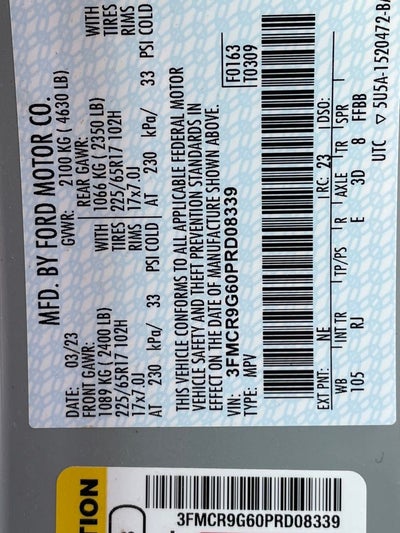 MFD. BY FORD MOTOR CO.
DATE: 03/23 GVWR: 2100 KG ( 4630 LB)
FRONT GAWR: REAR GAWR: WITH
1089 KG ( 2400 LB) 1066 KG ( 2350 LB) TIRES
225/65R17 102H 225/65R17 102H RIMS
17x7.0J 17x7.0J
AT 230 kPa/ 33 PSI COLD AT 230 kPa/ 33 PSI COLD
WITH
TIRES
RIMS
THIS VEHICLE CONFORMS TO ALL APPLICABLE FEDERAL MOTOR
VEHICLE SAFETY AND THEFT PREVENTION STANDARDS IN
EFFECT ON THE DATE OF MANUFACTURE SHOWN ABOVE.
VIN: 3FMCR9G60PRD08339 F0163
TYPE: MPV T0309
EXT PNT: NE RC: 23 DSO:
WB INT TR TP/PS R AXLE TR SPR
105 RJ E 3D 8 FFBB
UTC ▽ 5U5A-1520472-BA
TION
3FMCR9G60PRD08339